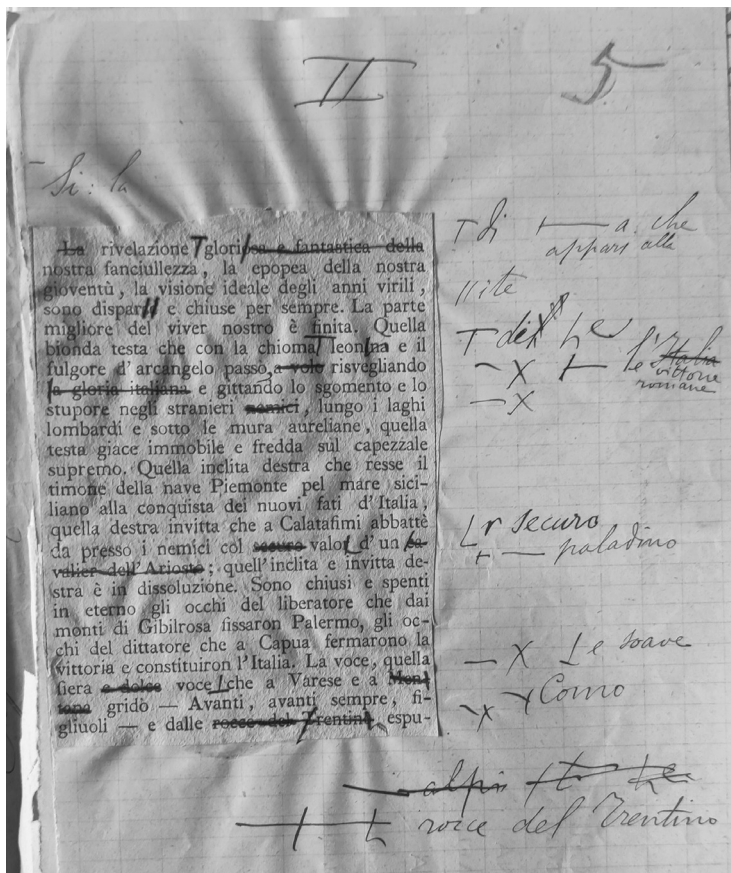 II 5
Si: la
La rivelazione T gloriosa e fantastica della
nostra fanciullezza, la epopea della nostra
gioventù, la visione ideale degli anni virili,
sono dispar e chiuse per sempre. La parte
migliore del viver nostro è finita. Quella
bionda testa che con la chioma leonina e il
fulgore d'arcangelo passò, a volo risvegliando
la gloria italiana e gittando lo sgomento e lo
stupore negli stranieri nemici, lungo i laghi
lombardi e sotto le mura aureliane, quella
testa giace immobile e fredda sul capezzale
supremo. Quella inclita destra che resse il
timone della nave Piemonte pel mare sici-
liano alla conquista dei nuovi fati d'Italia,
quella destra invitta che a Calatafimi abbattè
da presso i nemici col securo valor d'un ca-
valier dell'Ariosto; quell'inclita e invitta de-
stra è in dissoluzione. Sono chiusi e spenti
in eterno gli occhi del liberatore che dai
monti di Gibilrosa fissaron Palermo, gli oc-
chi del dittatore che a Capua fermarono la
vittoria e constituiron l'Italia. La voce, quella
fiera e dolce voce che a Varese e a Men-
tana gridò — Avanti, avanti sempre, fi-
gliuoli — e dalle rocce del Trentino, espu-
T di a che
appars alle
ite
T di e
X le Italia
vittorie
romane
X
r securo
paladino
X e soave
X Como
alpi
rocce del Trentino